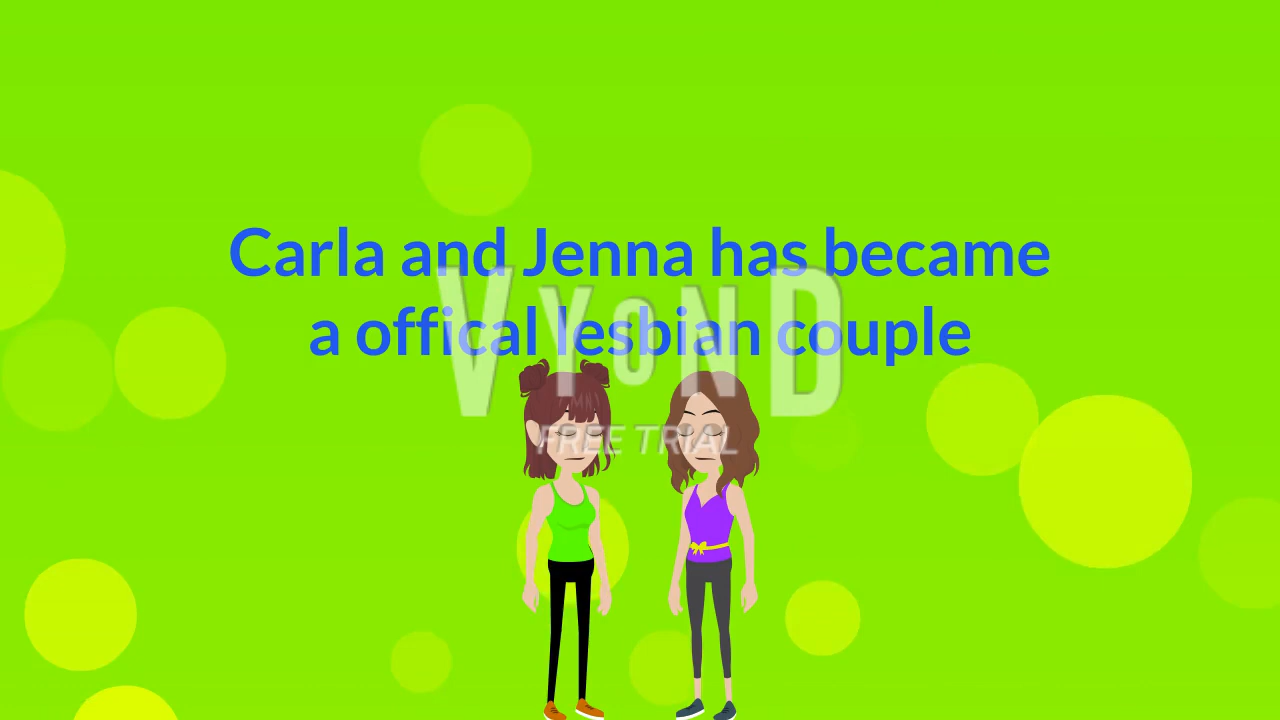 Carla and Jenna has became
a offical lesbian couple
VYOND
FREE TRIAL